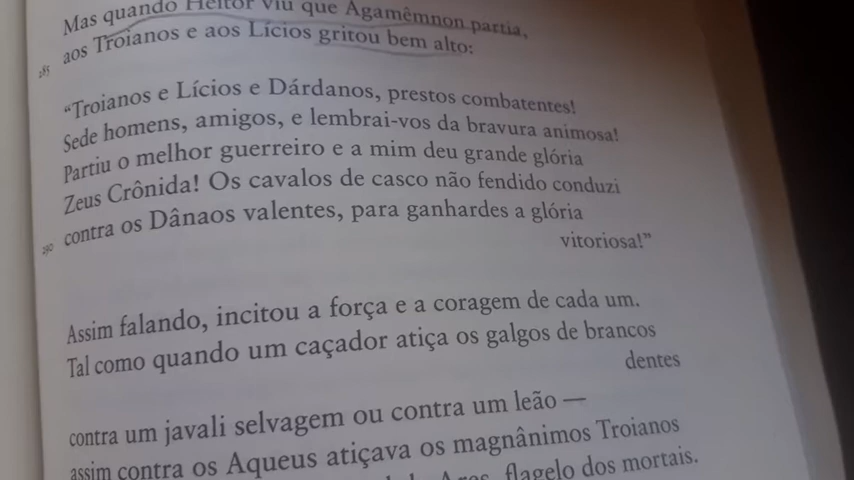 Mas quando Heitor viu que Agamêmnon partia,
285 aos Troianos e aos Lícios gritou bem alto:
“Troianos e Lícios e Dárdanos, prestos combatentes!
Sede homens, amigos, e lembrai-vos da bravura animosa!
Partiu o melhor guerreiro e a mim deu grande glória
Zeus Crônida! Os cavalos de casco não fendido conduzi
290 contra os Dânaos valentes, para ganhardes a glória
vitoriosa!”
Assim falando, incitou a força e a coragem de cada um.
Tal como quando um caçador atiça os galgos de brancos
dentes
contra um javali selvagem ou contra um leão —
assim contra os Aqueus atiçava os magnânimos Troianos
flagelo dos mortais.